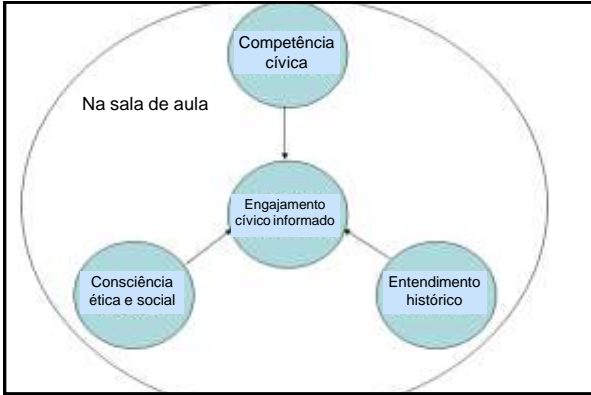 Competência
cívica
Na sala de aula
Engajamento
cívico informado
Consciência
ética e social
Entendimento
histórico